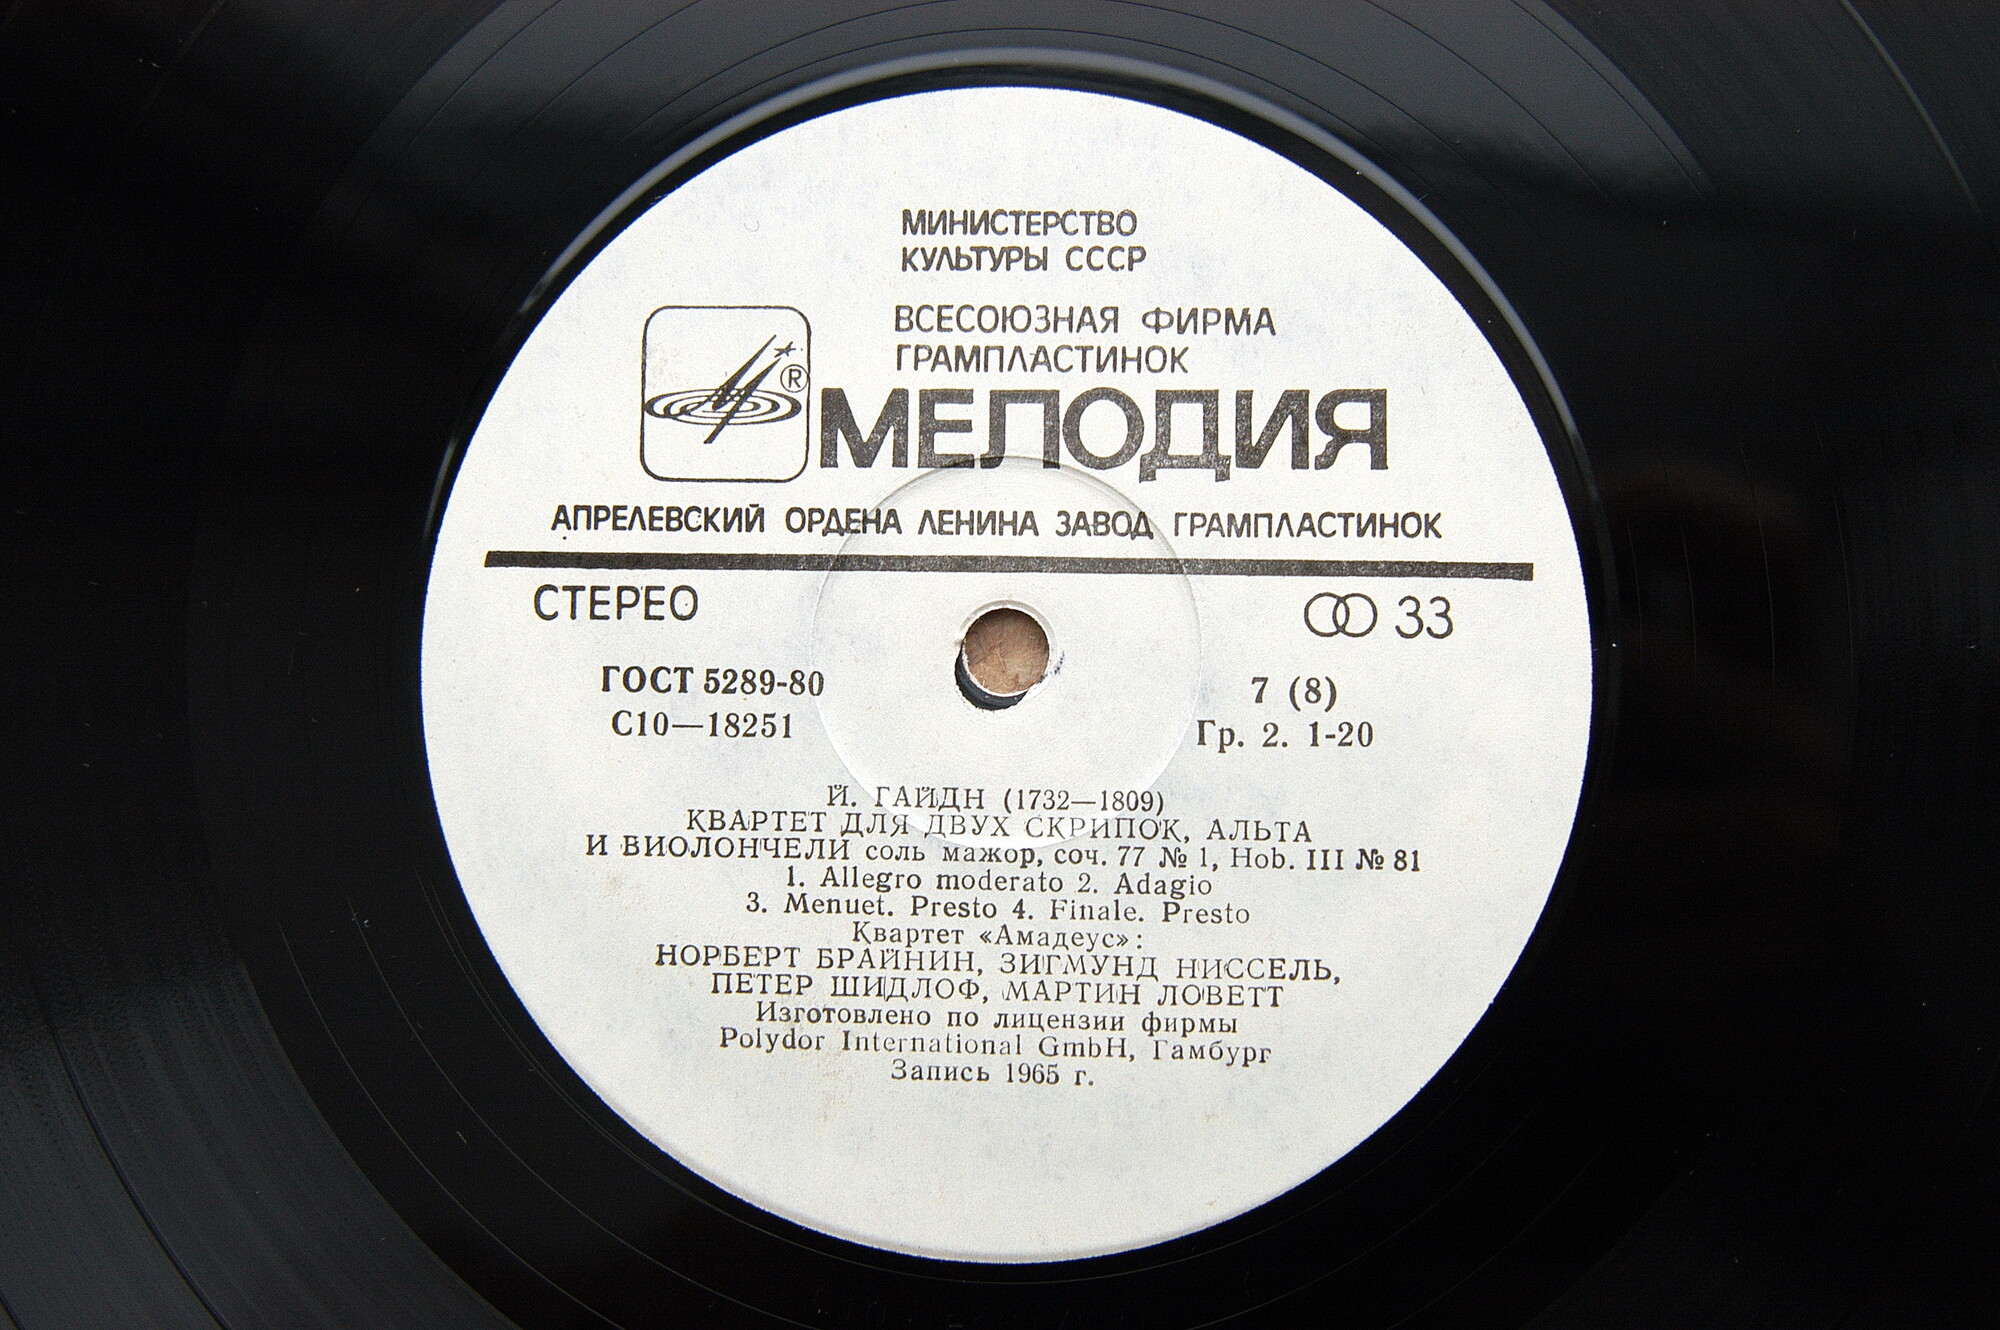 МИНИСТЕРСТВО
КУЛЬТУРЫ СССР
ВСЕСОЮЗНАЯ ФИРМА
ГРАМПЛАСТИНОК
®
МЕЛОДИЯ
АПРЕЛЕВСКИЙ ОРДЕНА ЛЕНИНА ЗАВОД ГРАМПЛАСТИНОК
СТЕРЕО
33
ГОСТ 5289-80
7 (8)
С10—18251
Гр. 2. 1-20
Й. ГАЙДН (1732—1809)
КВАРТЕТ ДЛЯ ДВУХ СКРИПОК, АЛЬТА
И ВИОЛОНЧЕЛИ соль мажор, соч. 77 № 1, Hob. III № 81
1. Allegro moderato 2. Adagio
3. Menuet. Presto 4. Finale. Presto
Квартет «Амадеус»:
НОРБЕРТ БРАЙНИН, ЗИГМУНД НИССЕЛЬ,
ПЕТЕР ШИДЛОФ, МАРТИН ЛОВЕТТ
Изготовлено по лицензии фирмы
Polydor International GmbH, Гамбург
Запись 1965 г.